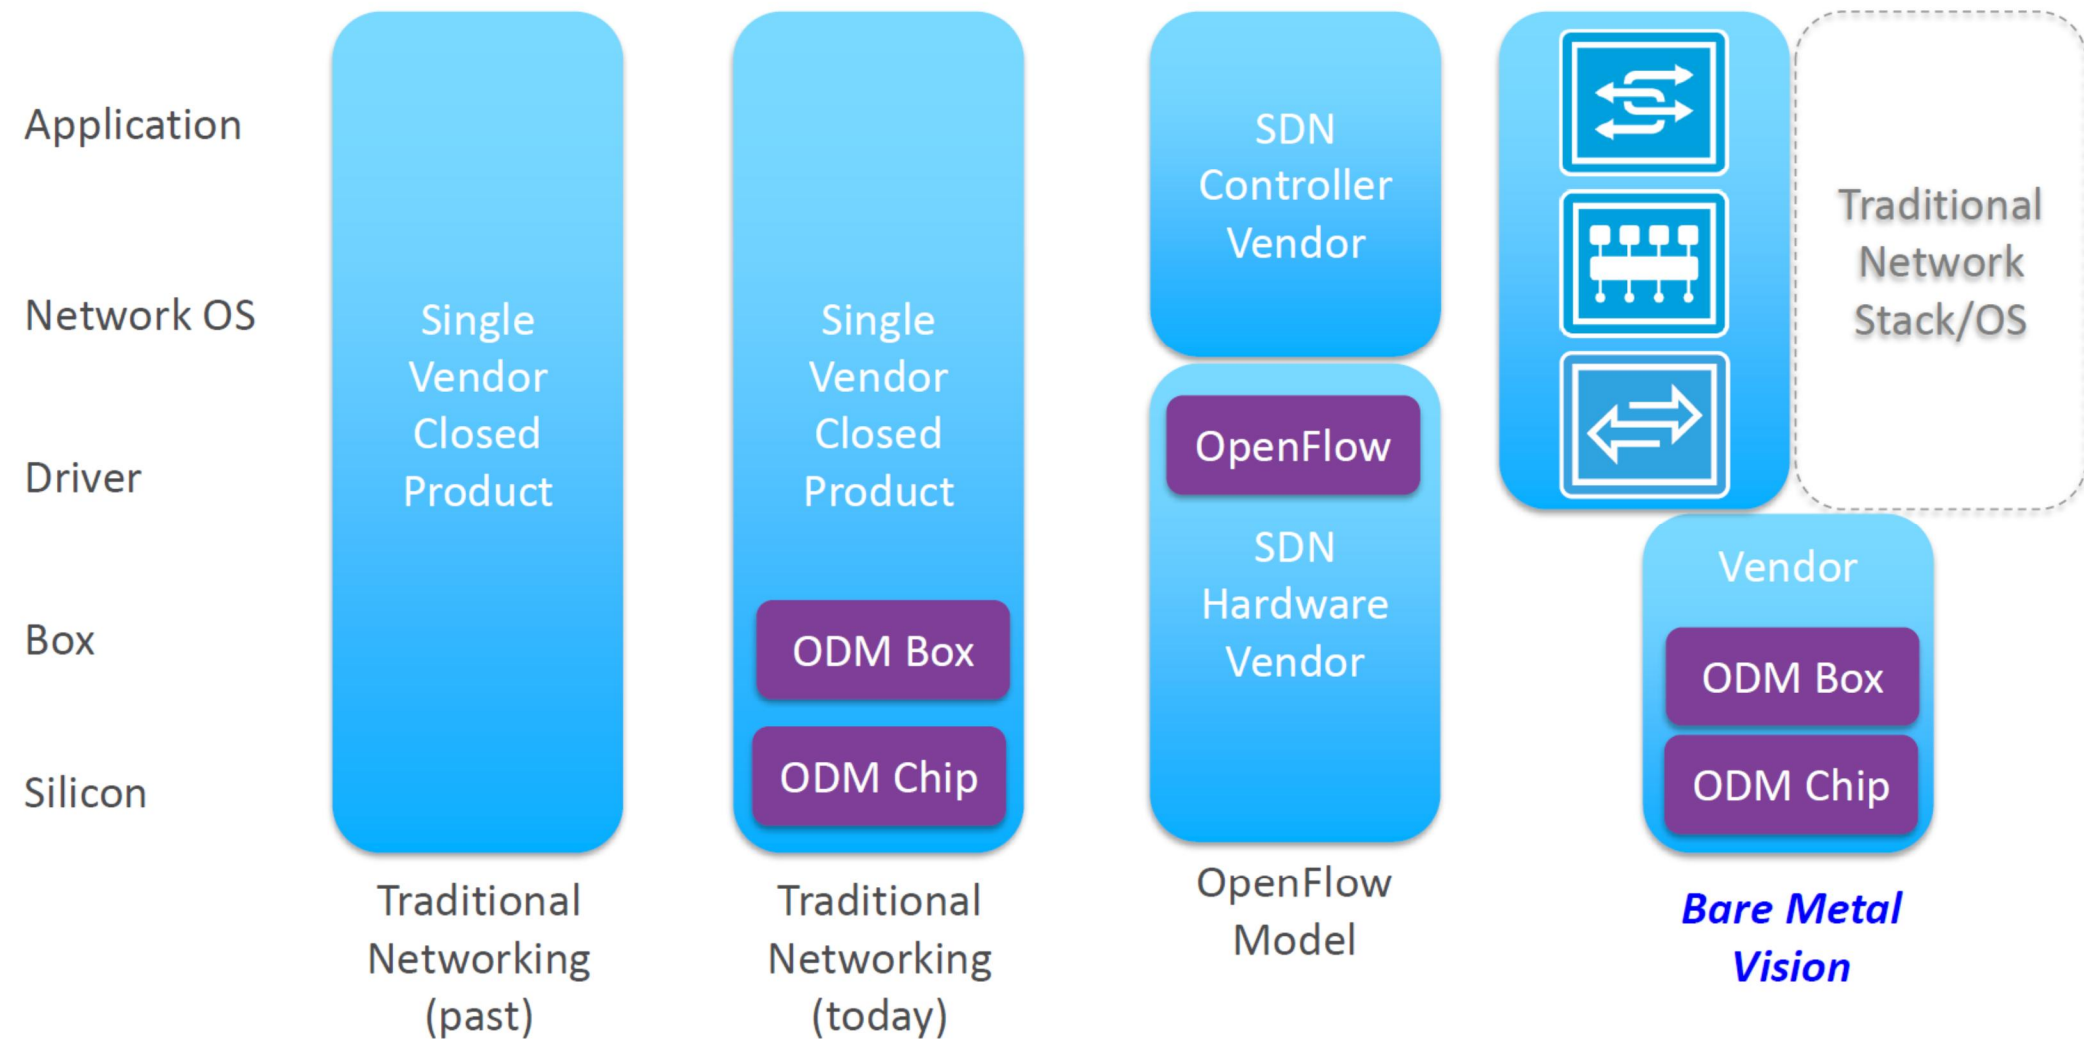 Application
Network OS
Driver
Box
Silicon
Single
Vendor
Closed
Product
Traditional
Networking
(past)
Single
Vendor
Closed
Product
ODM Box
ODM Chip
Traditional
Networking
(today)
SDN
Controller
Vendor
OpenFlow
SDN
Hardware
Vendor
OpenFlow
Model
Traditional
Network
Stack/OS
Vendor
ODM Box
ODM Chip
Bare Metal
Vision